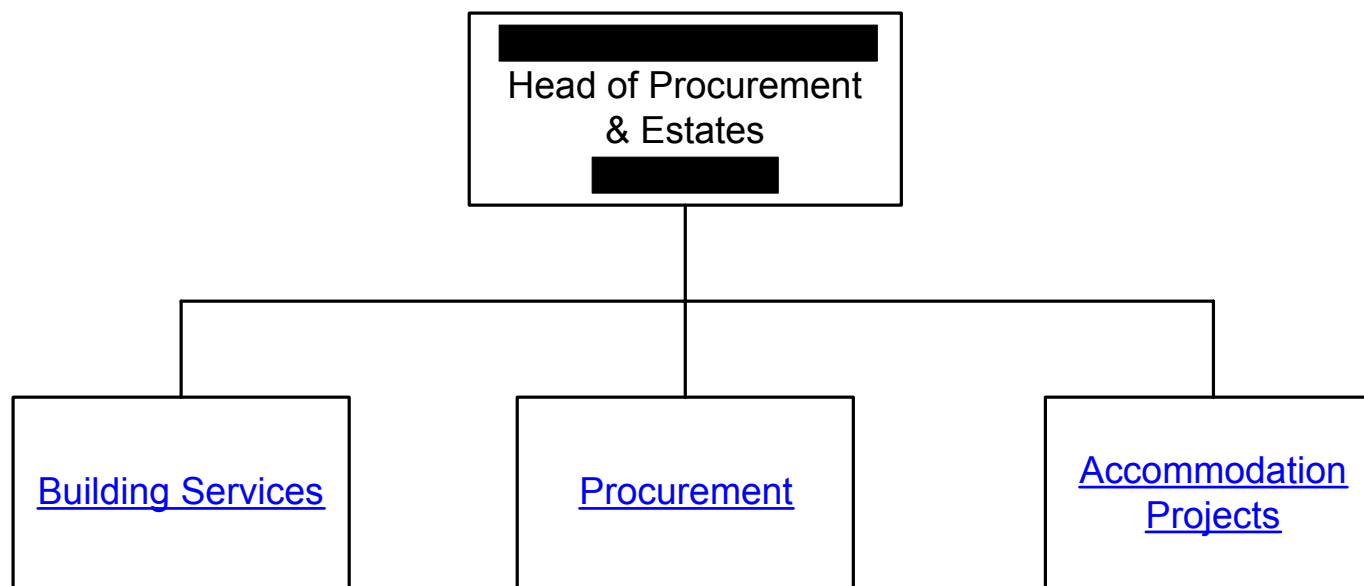 Head of Procurement
& Estates
Building Services
Procurement
Accommodation
Projects